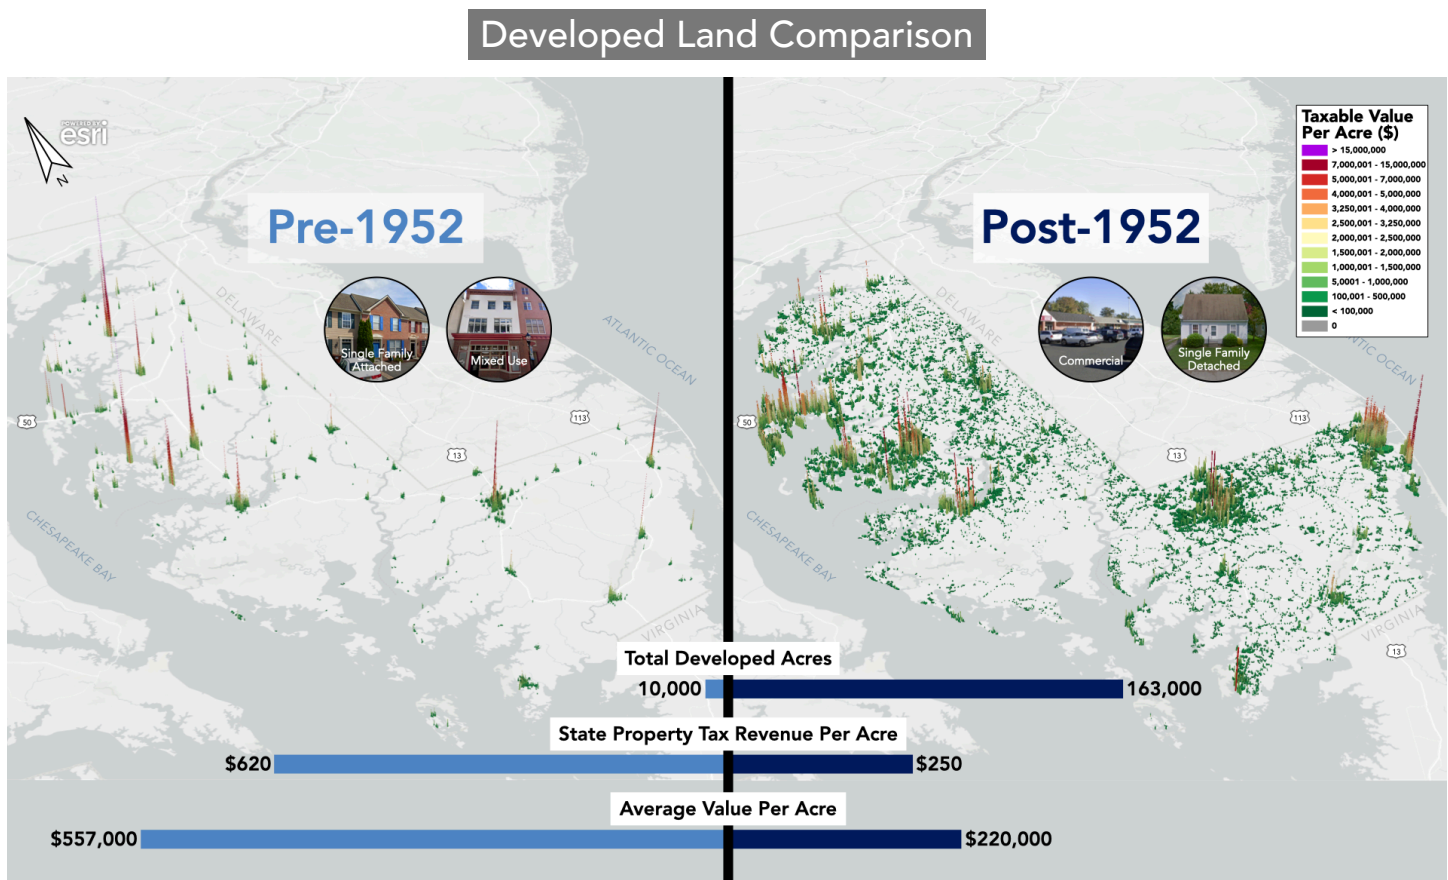 Developed Land Comparison
POWERED BY
esri
N
Pre-1952
Single Family
Attached
Mixed Use
DELAWARE
ATLANTIC OCEAN
50
113
13
CHESAPEAKE BAY
VIRGINIA
Post-1952
Commercial
Single Family
Detached
Taxable Value
Per Acre ($)
> 15,000,000
7,000,001 - 15,000,000
5,000,001 - 7,000,000
4,000,001 - 5,000,000
3,250,001 - 4,000,000
2,500,001 - 3,250,000
2,000,001 - 2,500,000
1,500,001 - 2,000,000
1,000,001 - 1,500,000
5,0001 - 1,000,000
100,001 - 500,000
< 100,000
0
DELAWARE
NTIC OCEAN
50
113
13
CHESAPEAKE BAY
VIRGINIA
13
Total Developed Acres
10,000
163,000
State Property Tax Revenue Per Acre
$620
$250
Average Value Per Acre
$557,000
$220,000